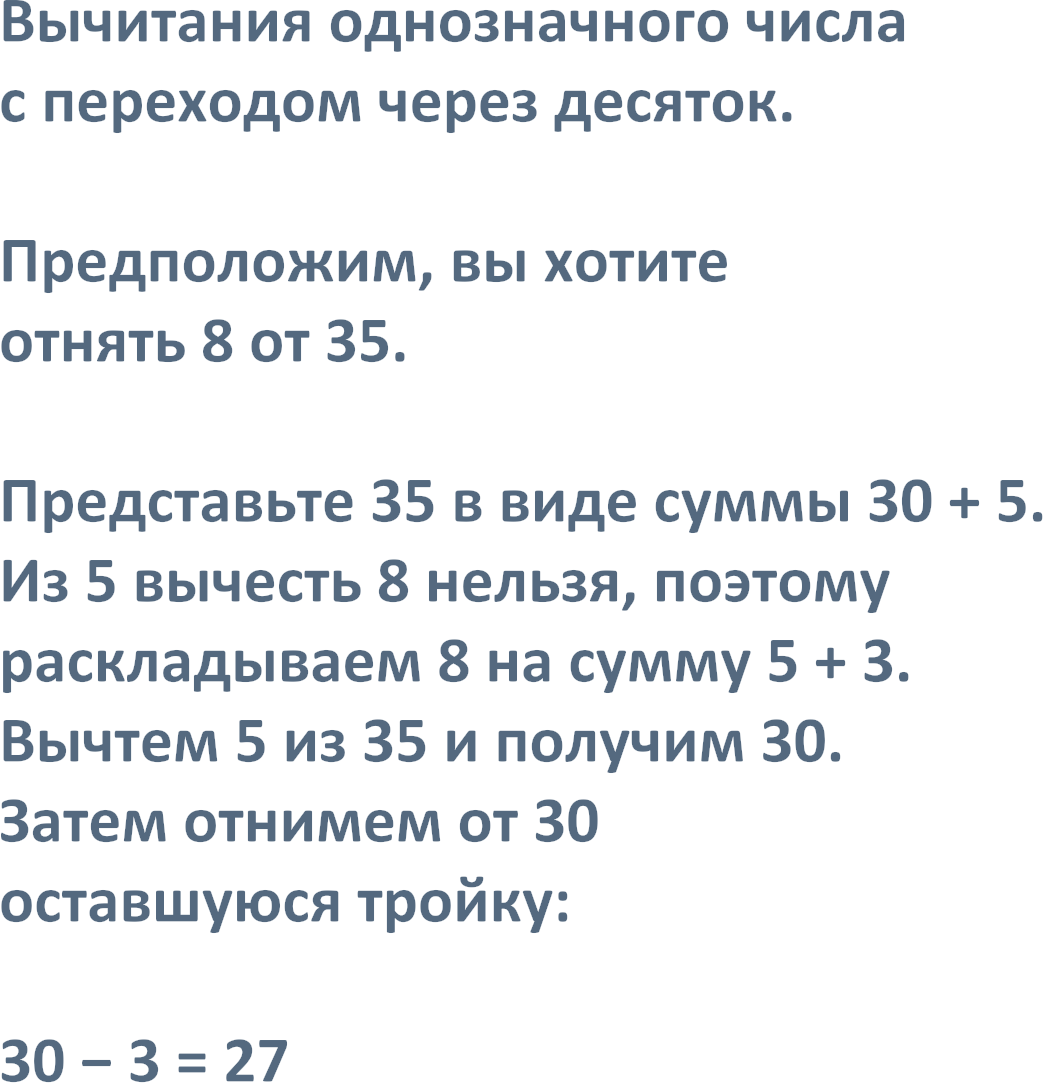 Вычитания однозначного числа
с переходом через десяток.
Предположим, вы хотите
отнять 8 от 35.
Представьте 35 в виде суммы 30 + 5.
Из 5 вычесть 8 нельзя, поэтому
раскладываем 8 на сумму 5 + 3.
Вычтем 5 из 35 и получим 30.
Затем отнимем от 30
оставшуюся тройку:
30 – 3 = 27